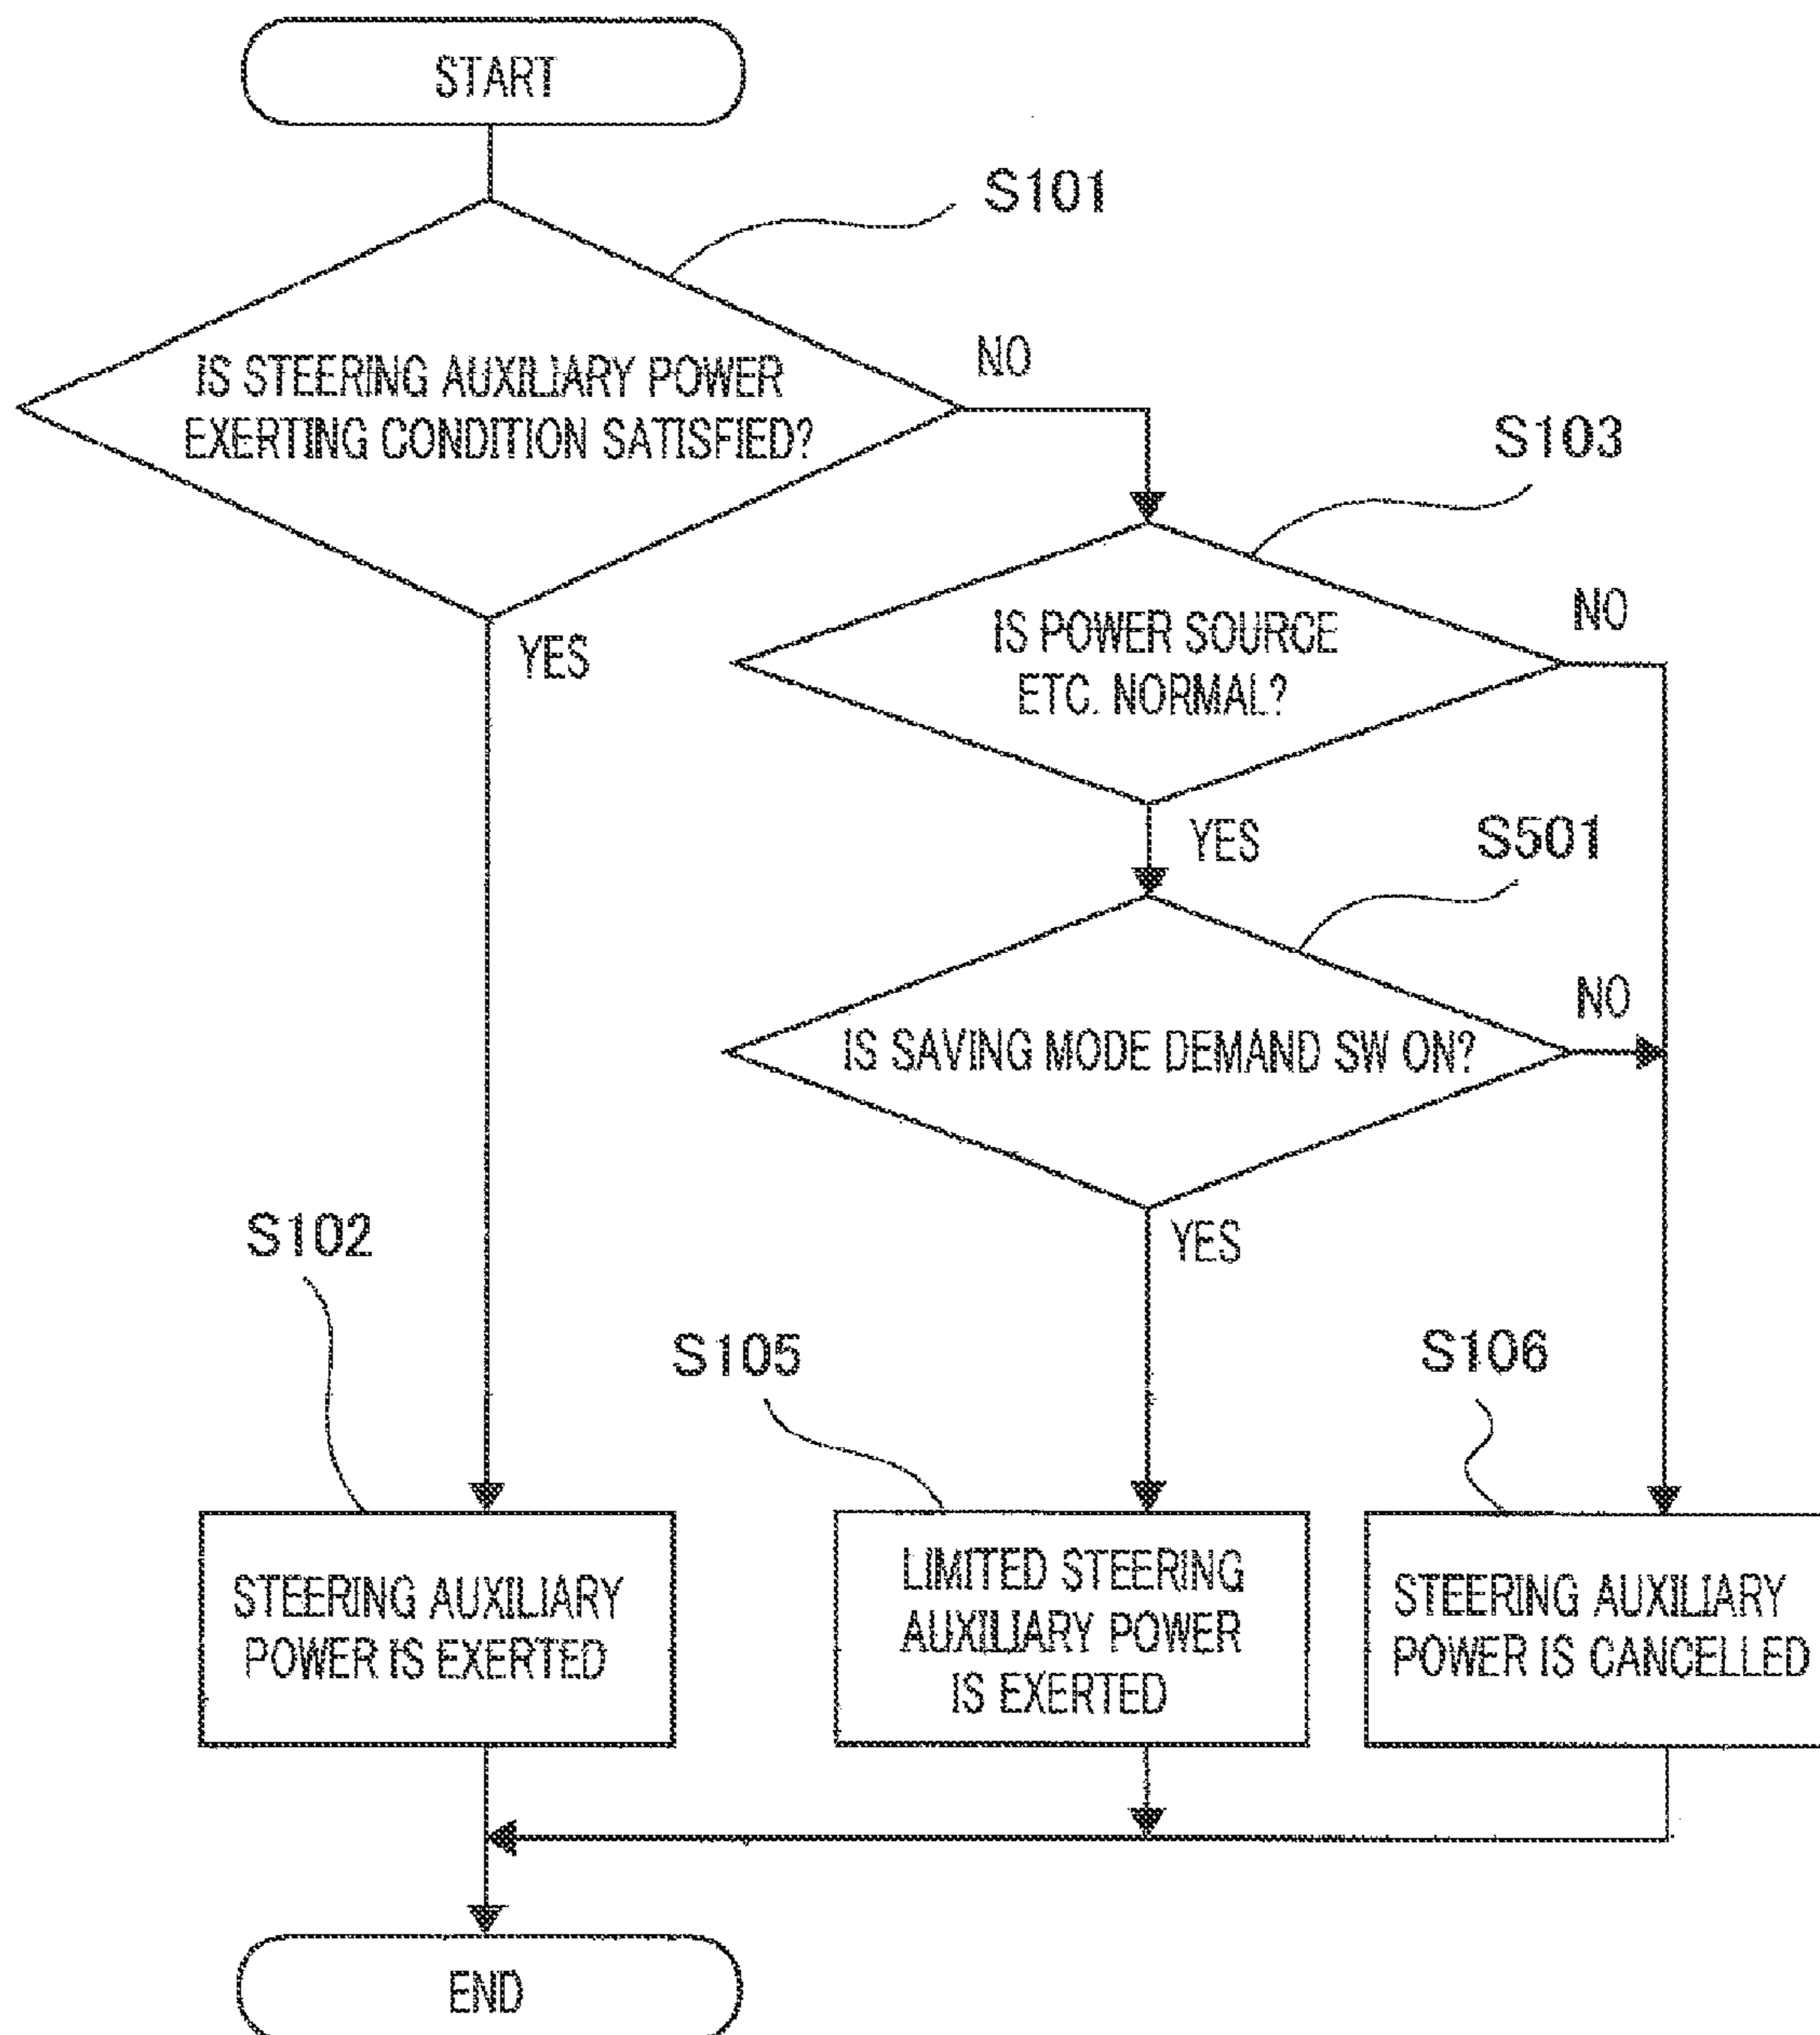 START
S101
IS STEERING AUXILIARY POWER
EXERTING CONDITION SATISFIED?
NO
YES
S103
IS POWER SOURCE
ETC. NORMAL?
NO
YES
S501
IS SAVING MODE DEMAND SW ON?
NO
YES
S102
STEERING AUXILIARY
POWER IS EXERTED
S105
LIMITED STEERING
AUXILIARY POWER
IS EXERTED
S106
STEERING AUXILIARY
POWER IS CANCELLED
END